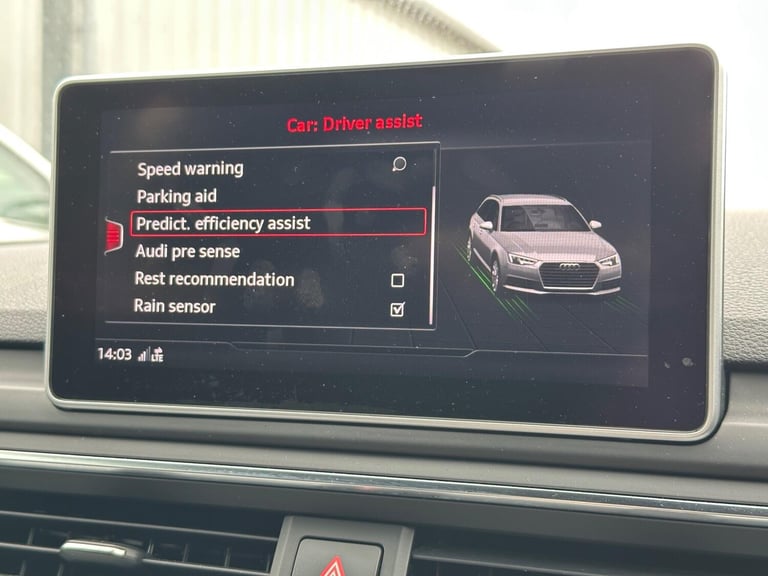 Car: Driver assist
Speed warning
Parking aid
Predict. efficiency assist
Audi pre sense
Rest recommendation
Rain sensor
14:03 LTE